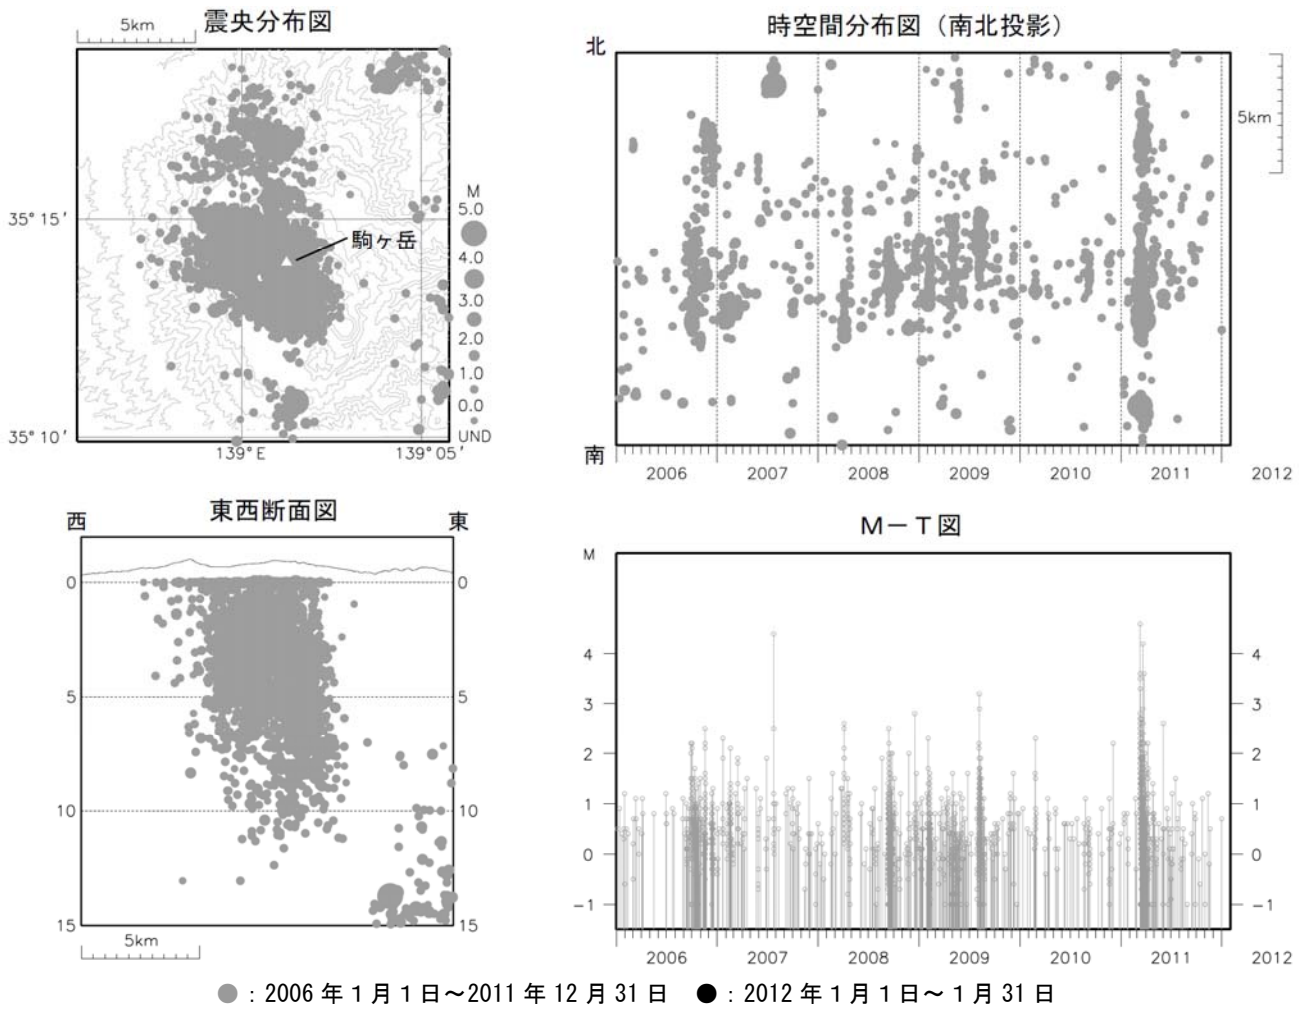 震央分布図
5km
35° 15′
35° 10′
139° E
139° 05′
駒ヶ岳
M
5.0
4.0
3.0
2.0
1.0
0.0
UND
時空間分布図（南北投影）
北
南
5km
2006
2007
2008
2009
2010
2011
2012
東西断面図
西
東
0
5
10
15
0
5
10
15
5km
M－T図
M
4
3
2
1
0
-1
4
3
2
1
0
-1
2006
2007
2008
2009
2010
2011
2012
●：2006 年 1 月 1 日～2011 年 12 月 31 日 ●：2012 年 1 月 1 日～ 1 月 31 日